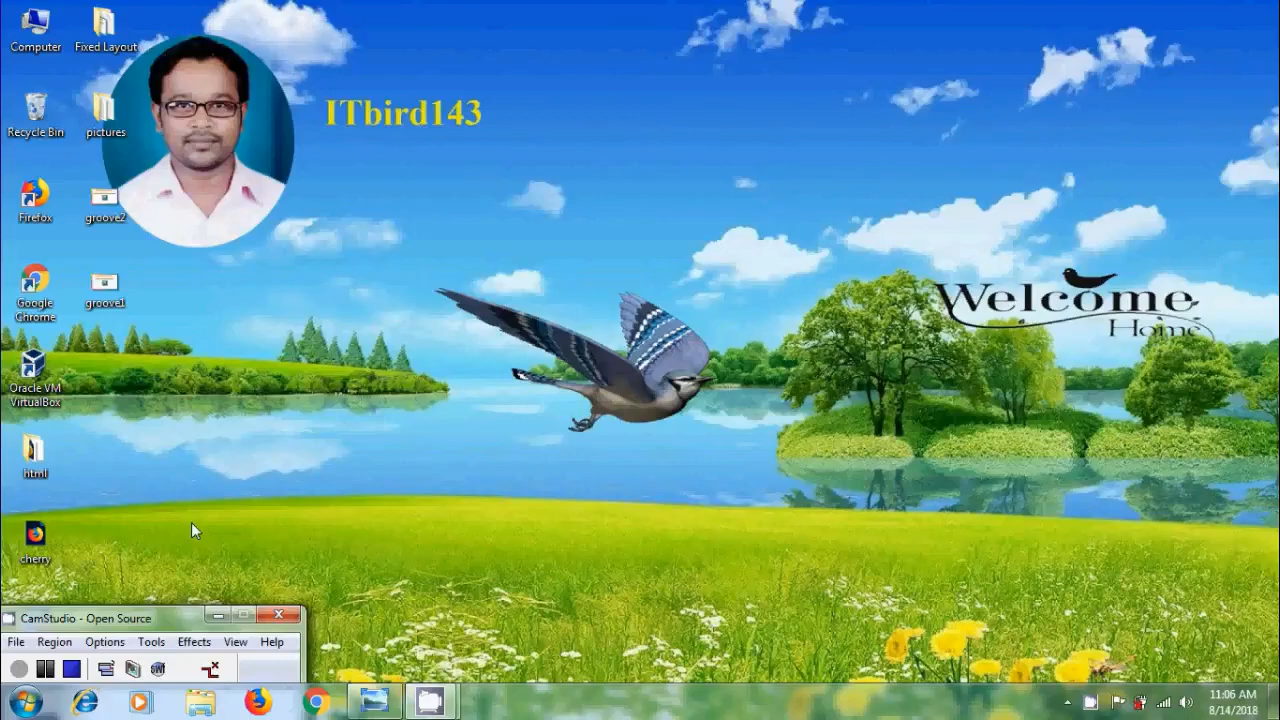 Computer
Fixed Layout
Recycle Bin
pictures
ITbird143
Firefox
groove2
Google
Chrome
groove1
Welcome
Home
Oracle VM
VirtualBox
html
cherry
CamStudio - Open Source
File Region Options Tools Effects View Help
11:06 AM
8/14/2018